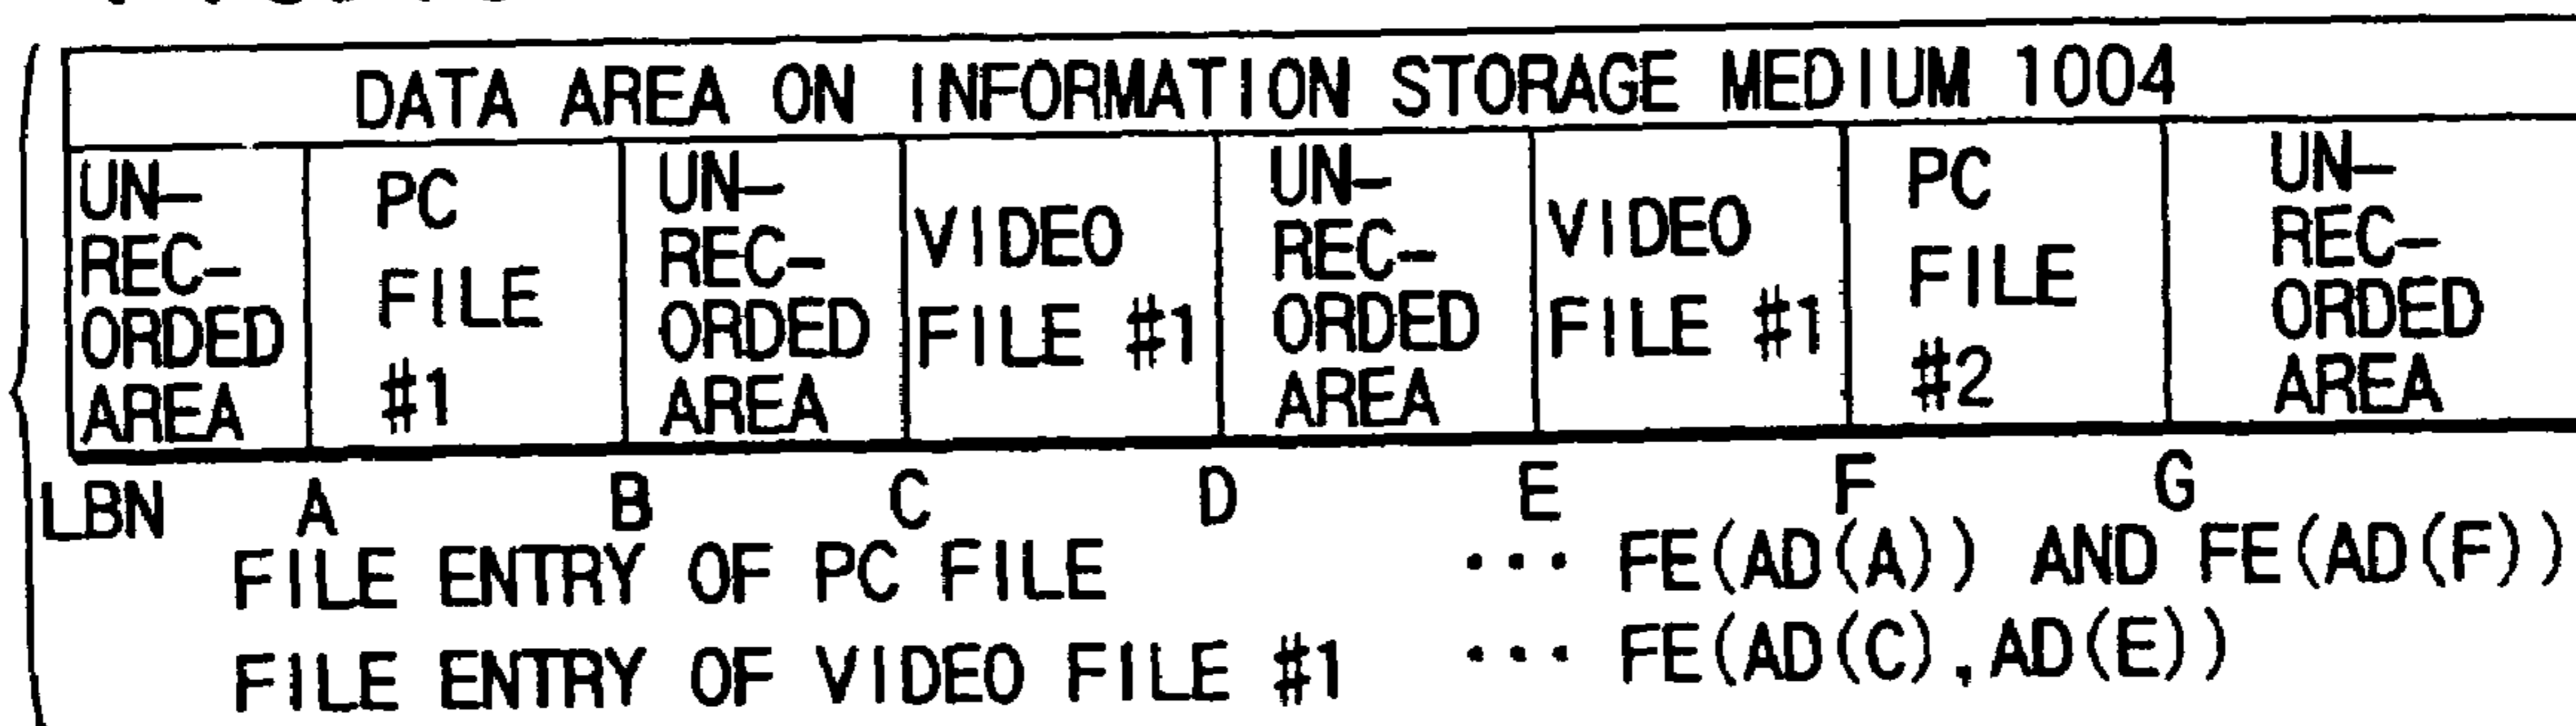 DATA AREA ON INFORMATION STORAGE MEDIUM 1004
UN-
REC-
ORDED
AREA
PC
FILE
#1
UN-
REC-
ORDED
AREA
VIDEO
FILE #1
UN-
REC-
ORDED
AREA
VIDEO
FILE #1
PC
FILE
#2
UN-
REC-
ORDED
AREA
LBN A B C D E F G
FILE ENTRY OF PC FILE ··· FE(AD(A)) AND FE(AD(F))
FILE ENTRY OF VIDEO FILE #1 ··· FE(AD(C),AD(E))